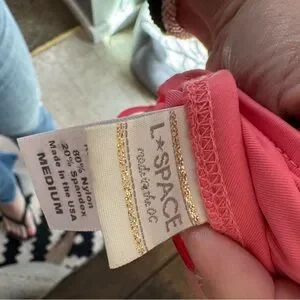 L★SPACE
made in the OC
80% Nylon
20% Spandex
Made in the USA
MEDIUM